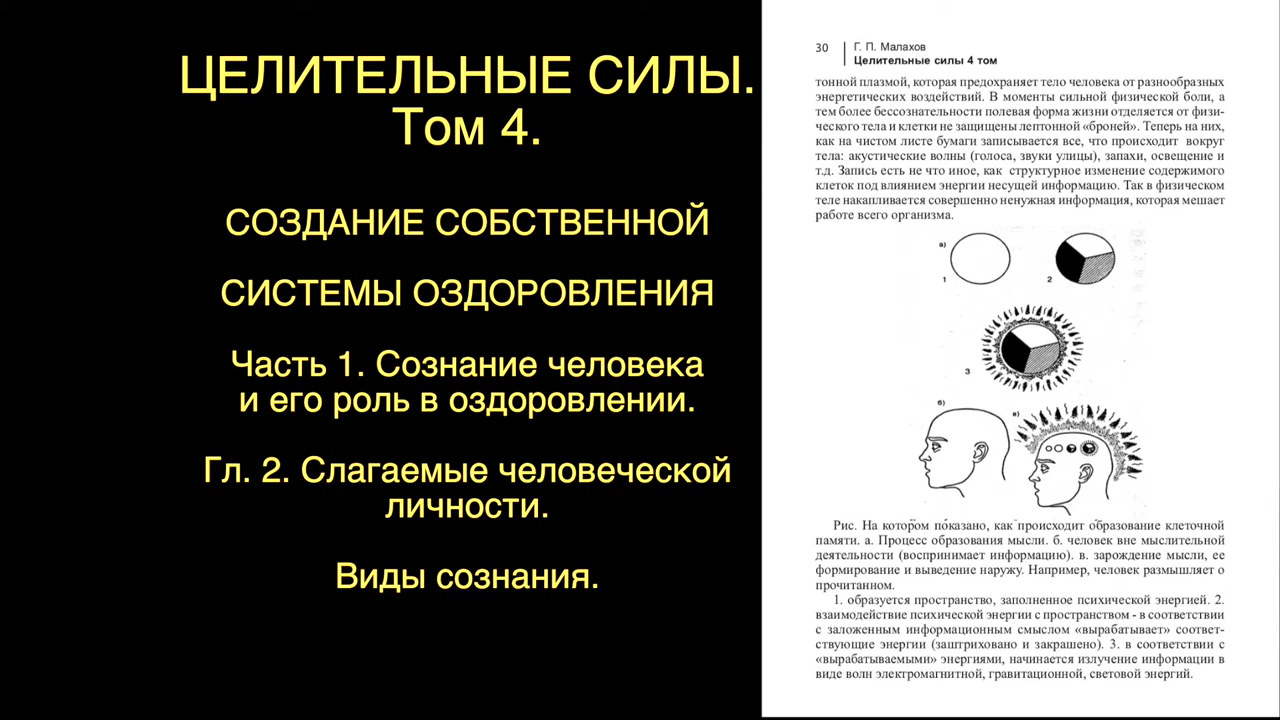 ЦЕЛИТЕЛЬНЫЕ СИЛЫ.
Том 4.
СОЗДАНИЕ СОБСТВЕННОЙ
СИСТЕМЫ ОЗДОРОВЛЕНИЯ
Часть 1. Сознание человека
и его роль в оздоровлении.
Гл. 2. Слагаемые человеческой
личности.
Виды сознания.
30
Г. П. Малахов
Целительные силы 4 том
тонной плазмой, которая предохраняет тело человека от разнообразных
энергетических воздействий. В моменты сильной физической боли, а
тем более бессознательности полевая форма жизни отделяется от физи-
ческого тела и клетки не защищены лептонной «броней». Теперь на них,
как на чистом листе бумаги записывается все, что происходит вокруг
тела: акустические волны (голоса, звуки улицы), запахи, освещение и
т.д. Запись есть не что иное, как структурное изменение содержимого
клеток под влиянием энергии несущей информацию. Так в физическом
теле накапливается совершенно ненужная информация, которая мешает
работе всего организма.
а)
1
2
3
б)
в)
Рис. На котором показано, как происходит образование клеточной
памяти. а. Процесс образования мысли. б. человек вне мыслительной
деятельности (воспринимает информацию). в. зарождение мысли, ее
формирование и выведение наружу. Например, человек размышляет о
прочитанном.
1. образуется пространство, заполненное психической энергией. 2.
взаимодействие психической энергии с пространством - в соответствии
с заложенным информационным смыслом «вырабатывает» соответ-
ствующие энергии (заштриховано и закрашено). 3. в соответствии с
«вырабатываемыми» энергиями, начинается излучение информации в
виде волн электромагнитной, гравитационной, световой энергий.